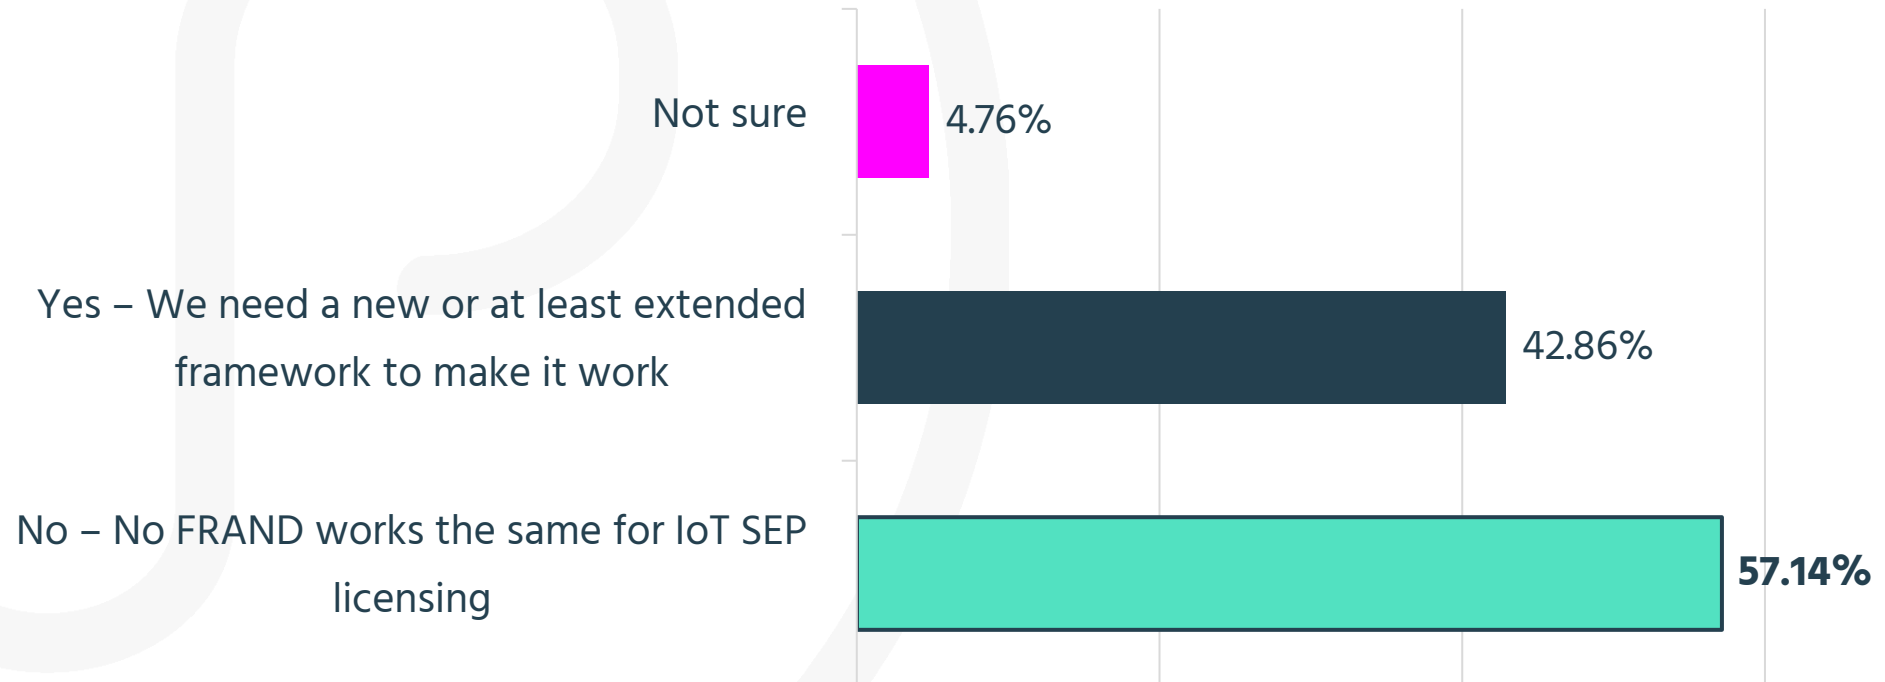 Not sure
4.76%
Yes – We need a new or at least extended
framework to make it work
42.86%
No – No FRAND works the same for IoT SEP
licensing
57.14%